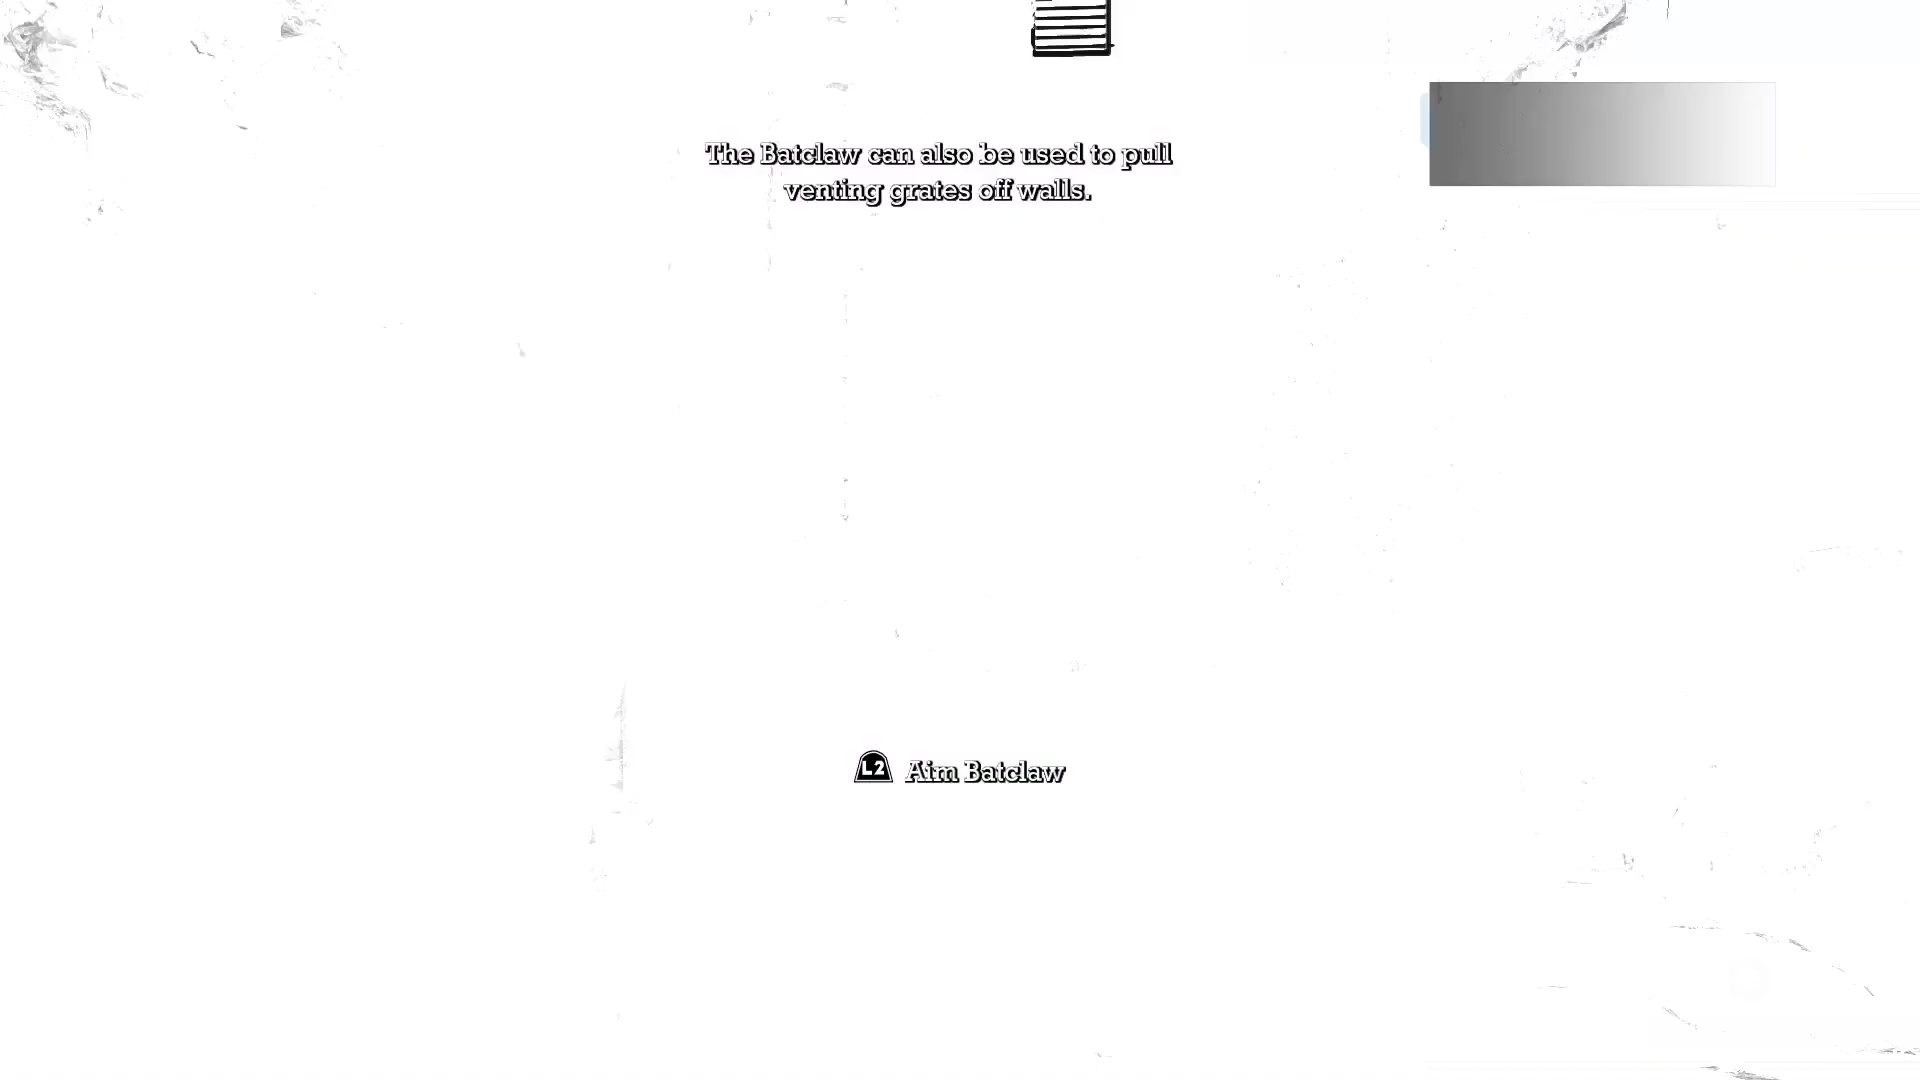 The Batclaw can also be used to pull
venting grates off walls.
L2 Aim Batclaw